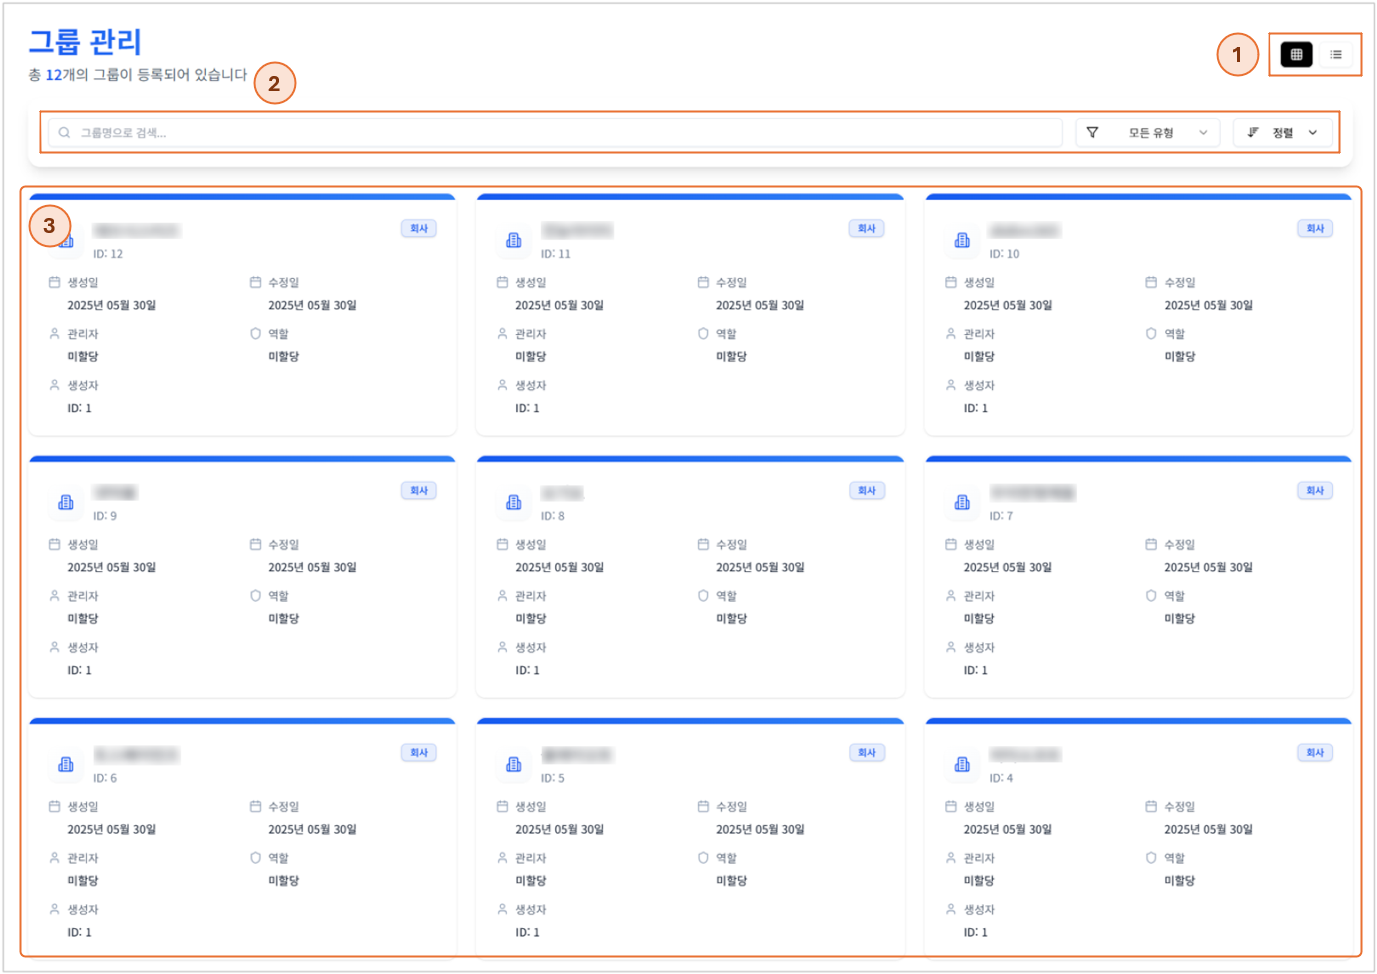 그룹 관리
총 12개의 그룹이 등록되어 있습니다
1
2
그룹명으로 검색...
모든 유형
정렬
3
회사
ID: 12
생성일
수정일
2025년 05월 30일
2025년 05월 30일
관리자
역할
미할당
미할당
생성자
ID: 1
회사
ID: 11
생성일
수정일
2025년 05월 30일
2025년 05월 30일
관리자
역할
미할당
미할당
생성자
ID: 1
회사
ID: 10
생성일
수정일
2025년 05월 30일
2025년 05월 30일
관리자
역할
미할당
미할당
생성자
ID: 1
회사
ID: 9
생성일
수정일
2025년 05월 30일
2025년 05월 30일
관리자
역할
미할당
미할당
생성자
ID: 1
회사
ID: 8
생성일
수정일
2025년 05월 30일
2025년 05월 30일
관리자
역할
미할당
미할당
생성자
ID: 1
회사
ID: 7
생성일
수정일
2025년 05월 30일
2025년 05월 30일
관리자
역할
미할당
미할당
생성자
ID: 1
회사
ID: 6
생성일
수정일
2025년 05월 30일
2025년 05월 30일
관리자
역할
미할당
미할당
생성자
ID: 1
회사
ID: 5
생성일
수정일
2025년 05월 30일
2025년 05월 30일
관리자
역할
미할당
미할당
생성자
ID: 1
회사
ID: 4
생성일
수정일
2025년 05월 30일
2025년 05월 30일
관리자
역할
미할당
미할당
생성자
ID: 1